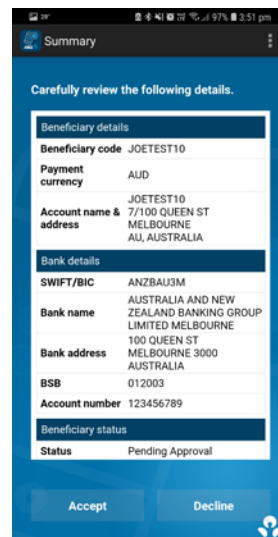 29° 97% 3:51 pm
Summary
Carefully review the following details.
Beneficiary details
Beneficiary code JOETEST10
Payment currency AUD
Account name & address JOETEST10
7/100 QUEEN ST
MELBOURNE
AU, AUSTRALIA
Bank details
SWIFT/BIC ANZBAU3M
Bank name AUSTRALIA AND NEW
ZEALAND BANKING GROUP
LIMITED MELBOURNE
Bank address 100 QUEEN ST
MELBOURNE 3000
AUSTRALIA
BSB 012003
Account number 123456789
Beneficiary status
Status Pending Approval
Accept Decline